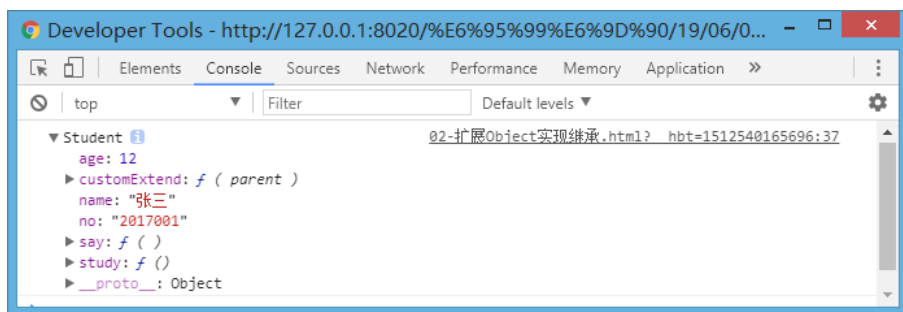 Developer Tools - http://127.0.0.1:8020/%E6%95%99%E6%9D%90/19/06/0...
Elements Console Sources Network Performance Memory Application »
top ▼ Filter Default levels ▼
▼Student i 02-扩展Object实现继承.html?__hbt=1512540165696:37
age: 12
▶customExtend: ƒ ( parent )
name: "张三"
no: "2017001"
▶say: ƒ ( )
▶study: ƒ ()
▶__proto__: Object